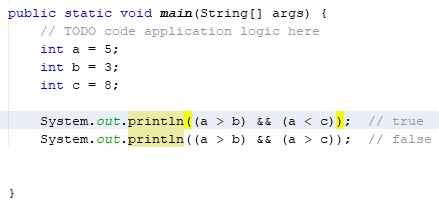 public static void main(String[] args) {
// TODO code application logic here
int a = 5;
int b = 3;
int c = 8;
System.out.println((a > b) && (a < c)); // true
System.out.println((a > b) && (a > c)); // false
}